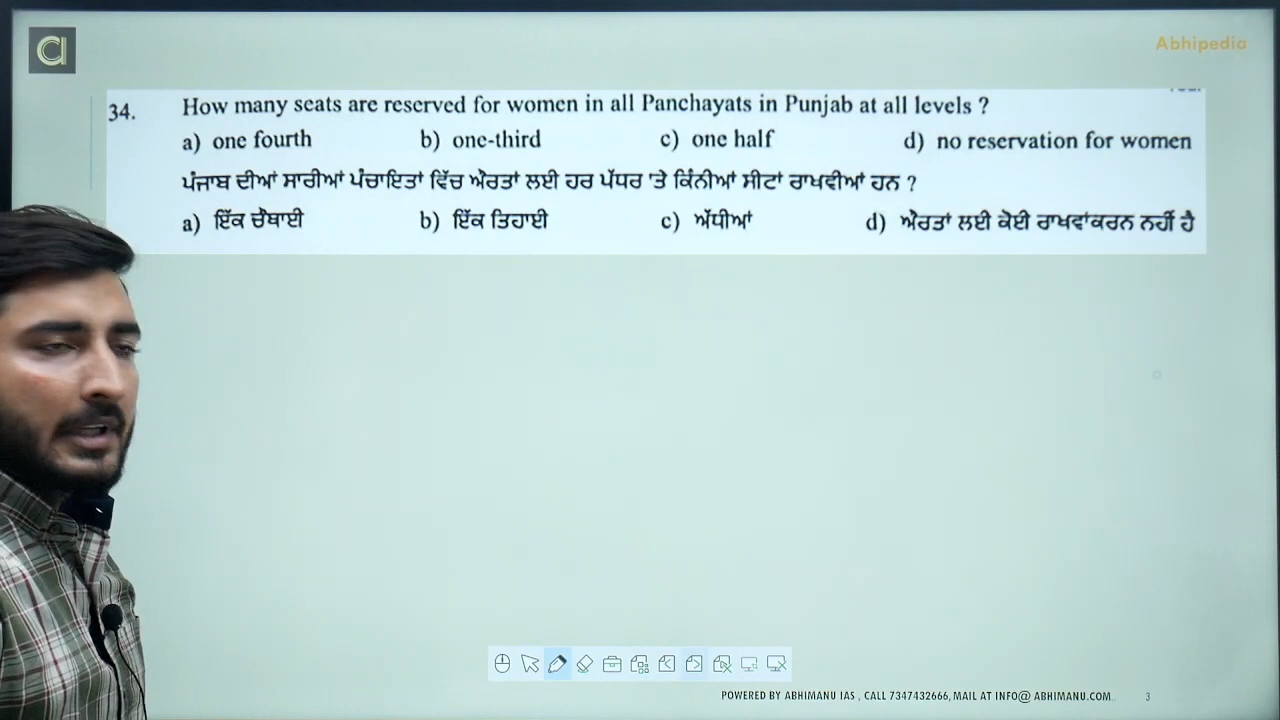 Abhipedia
34. How many seats are reserved for women in all Panchayats in Punjab at all levels ?
a) one fourth b) one-third c) one half d) no reservation for women
ਪੰਜਾਬ ਦੀਆਂ ਸਾਰੀਆਂ ਪੰਚਾਇਤਾਂ ਵਿੱਚ ਔਰਤਾਂ ਲਈ ਹਰ ਪੱਧਰ 'ਤੇ ਕਿੰਨੀਆਂ ਸੀਟਾਂ ਰਾਖਵੀਆਂ ਹਨ ?
a) ਇੱਕ ਚੌਥਾਈ b) ਇੱਕ ਤਿਹਾਈ c) ਅੱਧੀਆਂ d) ਔਰਤਾਂ ਲਈ ਕੋਈ ਰਾਖਵਾਂਕਰਨ ਨਹੀਂ ਹੈ
POWERED BY ABHIMANU IAS , CALL 7347432666, MAIL AT INFO@ ABHIMANU.COM 3